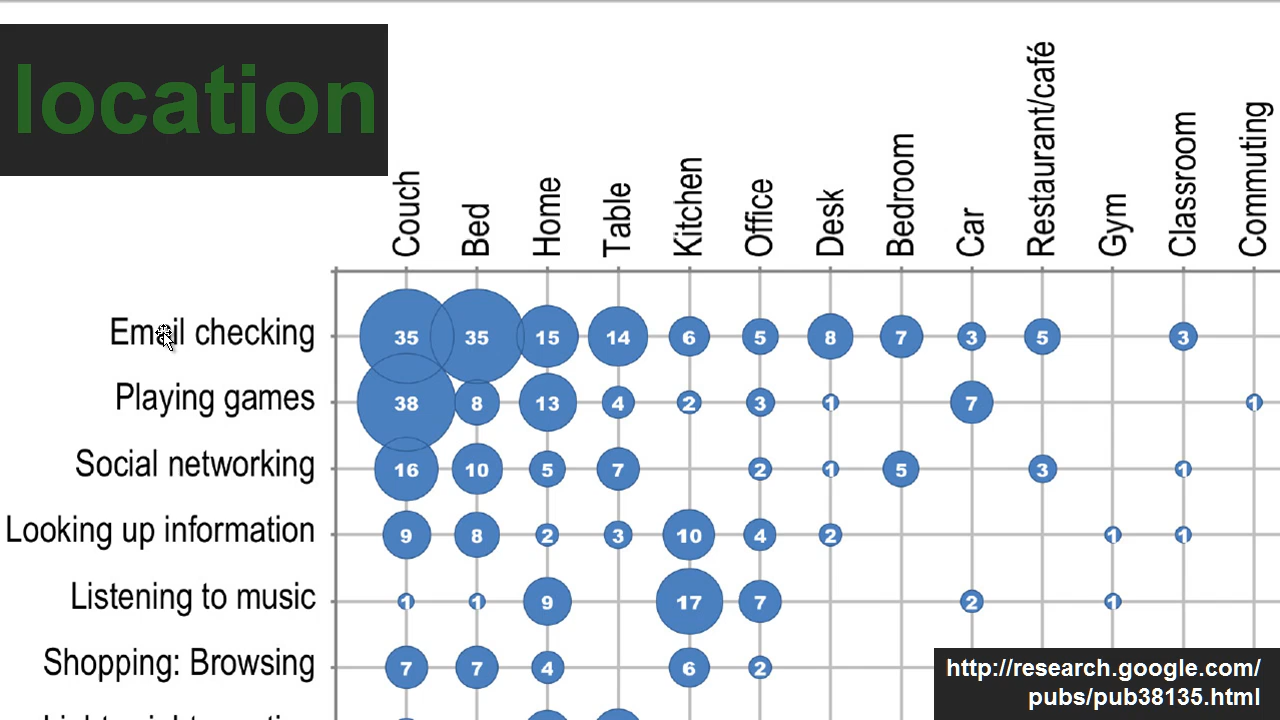 location
Couch Bed Home Table Kitchen Office Desk Bedroom Car Restaurant/café Gym Classroom Commuting
Email checking 35 35 15 14 6 5 8 7 3 5 3
Playing games 38 8 13 4 2 3 1 7 1
Social networking 16 10 5 7 2 1 5 3 1
Looking up information 9 8 2 3 10 4 2 1 1
Listening to music 1 1 9 17 7 2 1
Shopping: Browsing 7 7 4 6 2
http://research.google.com/
pubs/pub38135.html